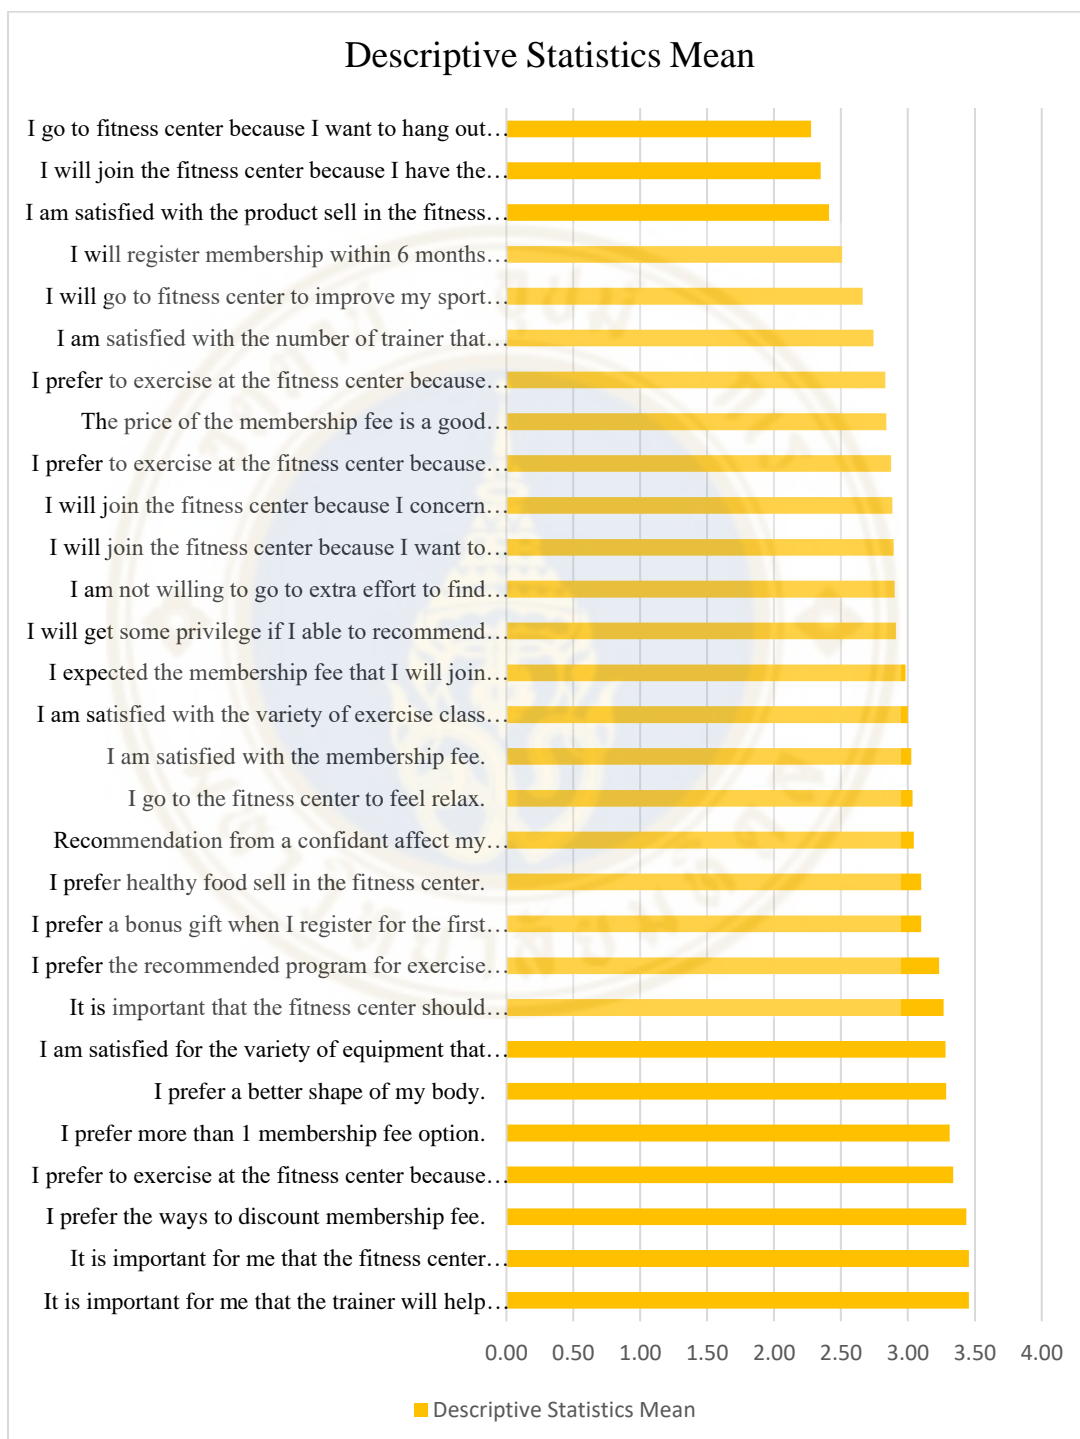 Descriptive Statistics Mean
I go to fitness center because I want to hang out…
I will join the fitness center because I have the…
I am satisfied with the product sell in the fitness…
I will register membership within 6 months…
I will go to fitness center to improve my sport…
I am satisfied with the number of trainer that…
I prefer to exercise at the fitness center because…
The price of the membership fee is a good…
I prefer to exercise at the fitness center because…
I will join the fitness center because I concern…
I will join the fitness center because I want to…
I am not willing to go to extra effort to find…
I will get some privilege if I able to recommend…
I expected the membership fee that I will join…
I am satisfied with the variety of exercise class…
I am satisfied with the membership fee.
I go to the fitness center to feel relax.
Recommendation from a confidant affect my…
I prefer healthy food sell in the fitness center.
I prefer a bonus gift when I register for the first…
I prefer the recommended program for exercise…
It is important that the fitness center should…
I am satisfied for the variety of equipment that…
I prefer a better shape of my body.
I prefer more than 1 membership fee option.
I prefer to exercise at the fitness center because…
I prefer the ways to discount membership fee.
It is important for me that the fitness center…
It is important for me that the trainer will help…
0.00 0.50 1.00 1.50 2.00 2.50 3.00 3.50 4.00
Descriptive Statistics Mean